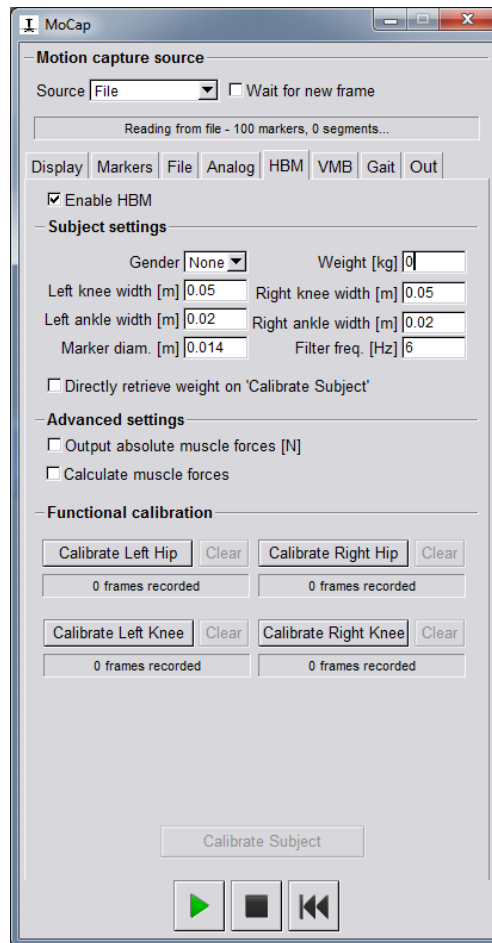 MoCap
Motion capture source
Source File Wait for new frame
Reading from file - 100 markers, 0 segments...
Display Markers File Analog HBM VMB Gait Out
Enable HBM
Subject settings
Gender None Weight [kg] 0
Left knee width [m] 0.05 Right knee width [m] 0.05
Left ankle width [m] 0.02 Right ankle width [m] 0.02
Marker diam. [m] 0.014 Filter freq. [Hz] 6
Directly retrieve weight on 'Calibrate Subject'
Advanced settings
Output absolute muscle forces [N]
Calculate muscle forces
Functional calibration
Calibrate Left Hip Clear Calibrate Right Hip Clear
0 frames recorded 0 frames recorded
Calibrate Left Knee Clear Calibrate Right Knee Clear
0 frames recorded 0 frames recorded
Calibrate Subject